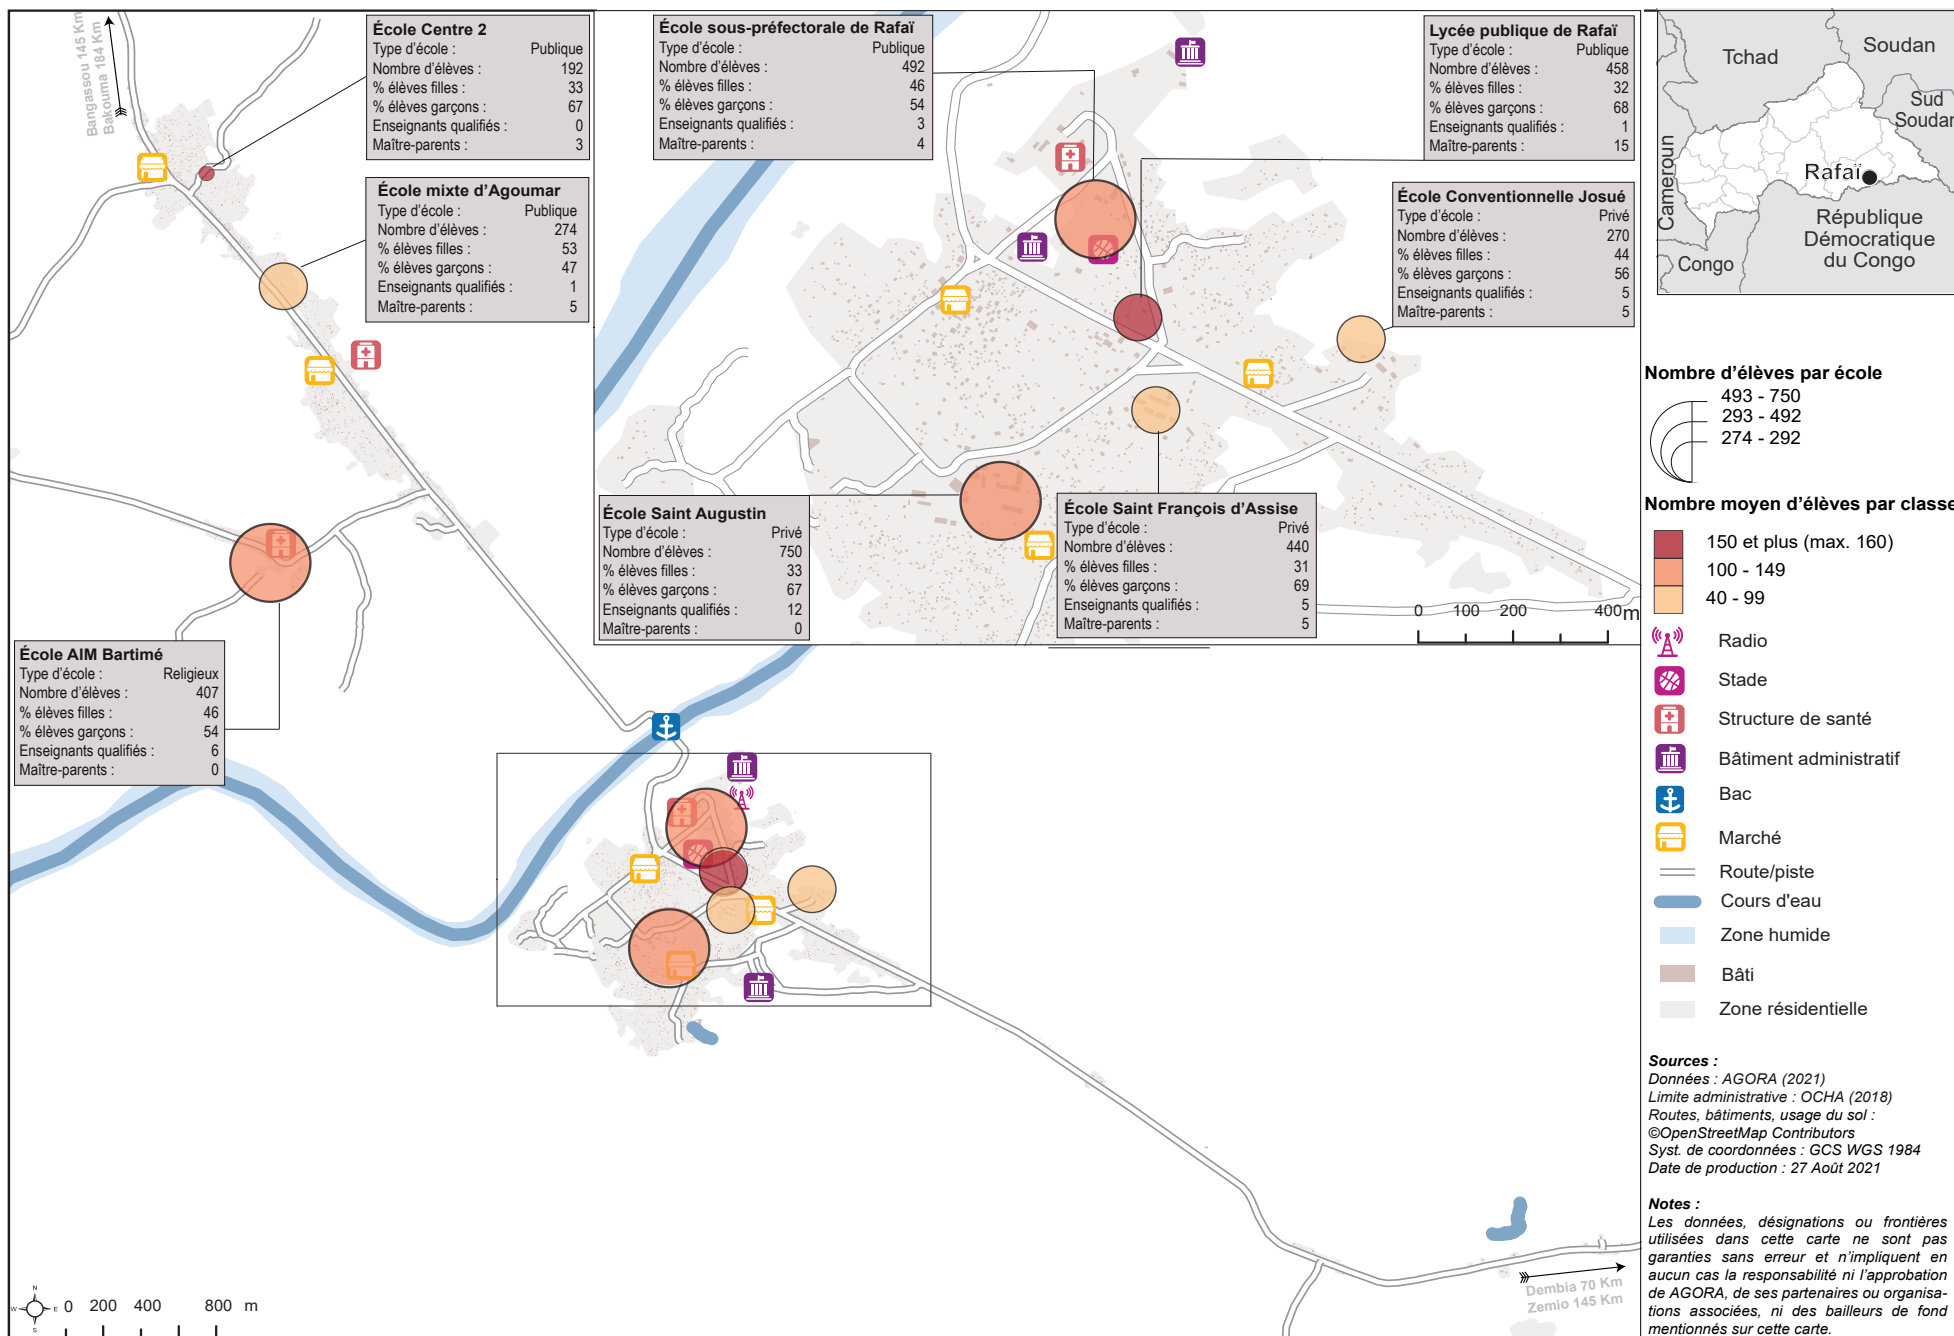 Bangassou 145 Km
Bakouma 184 Km
École Centre 2
Type d'école : Publique
Nombre d'élèves : 192
% élèves filles : 33
% élèves garçons : 67
Enseignants qualifiés : 0
Maître-parents : 3
École mixte d'Agoumar
Type d'école : Publique
Nombre d'élèves : 274
% élèves filles : 53
% élèves garçons : 47
Enseignants qualifiés : 1
Maître-parents : 5
École sous-préfectorale de Rafaï
Type d'école : Publique
Nombre d'élèves : 492
% élèves filles : 46
% élèves garçons : 54
Enseignants qualifiés : 3
Maître-parents : 4
Lycée publique de Rafaï
Type d'école : Publique
Nombre d'élèves : 458
% élèves filles : 32
% élèves garçons : 68
Enseignants qualifiés : 1
Maître-parents : 15
École Conventionnelle Josué
Type d'école : Privé
Nombre d'élèves : 270
% élèves filles : 44
% élèves garçons : 56
Enseignants qualifiés : 5
Maître-parents : 5
École Saint Augustin
Type d'école : Privé
Nombre d'élèves : 750
% élèves filles : 33
% élèves garçons : 67
Enseignants qualifiés : 12
Maître-parents : 0
École Saint François d'Assise
Type d'école : Privé
Nombre d'élèves : 440
% élèves filles : 31
% élèves garçons : 69
Enseignants qualifiés : 5
Maître-parents : 5
0 100 200 400 m
École AIM Bartimé
Type d'école : Religieux
Nombre d'élèves : 407
% élèves filles : 46
% élèves garçons : 54
Enseignants qualifiés : 6
Maître-parents : 0
Dembia 70 Km
Zemio 145 Km
N
W E
S
0 200 400 800 m
Tchad
Soudan
Sud
Soudan
Cameroun
Rafaï
République
Démocratique
du Congo
Congo
Nombre d'élèves par école
493 - 750
293 - 492
274 - 292
Nombre moyen d'élèves par classe
150 et plus (max. 160)
100 - 149
40 - 99
Radio
Stade
Structure de santé
Bâtiment administratif
Bac
Marché
Route/piste
Cours d'eau
Zone humide
Bâti
Zone résidentielle
Sources :
Données : AGORA (2021)
Limite administrative : OCHA (2018)
Routes, bâtiments, usage du sol :
©OpenStreetMap Contributors
Syst. de coordonnées : GCS WGS 1984
Date de production : 27 Août 2021
Notes :
Les données, désignations ou frontières
utilisées dans cette carte ne sont pas
garanties sans erreur et n'impliquent en
aucun cas la responsabilité ni l'approbation
de AGORA, de ses partenaires ou organisa-
tions associées, ni des bailleurs de fond
mentionnés sur cette carte.